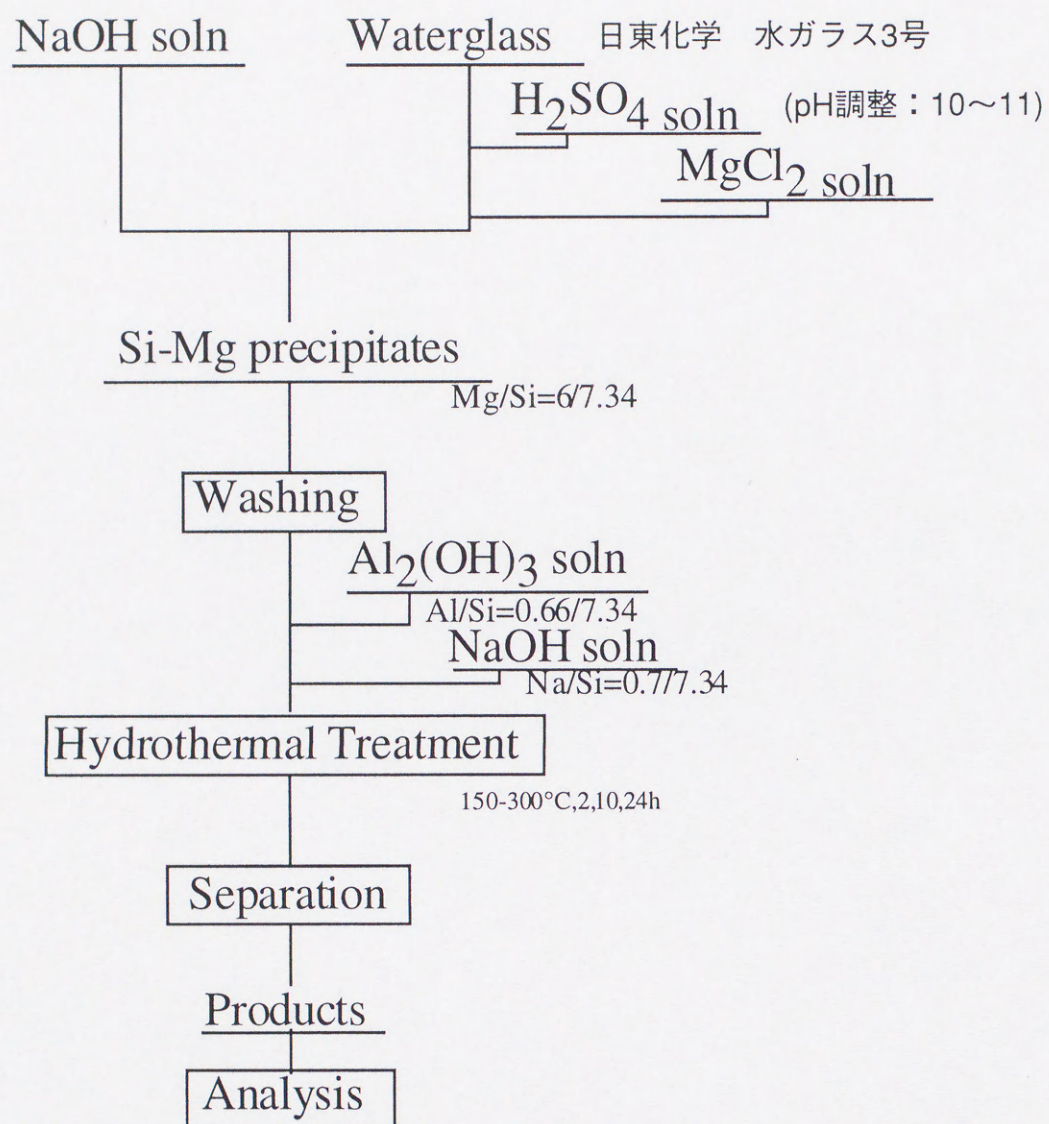 NaOH soln
Waterglass 日東化学 水ガラス3号
H2SO4 soln (pH調整：10～11)
MgCl2 soln
Si-Mg precipitates
Mg/Si=6/7.34
Washing
Al2(OH)3 soln
Al/Si=0.66/7.34
NaOH soln
Na/Si=0.7/7.34
Hydrothermal Treatment
150-300°C,2,10,24h
Separation
Products
Analysis